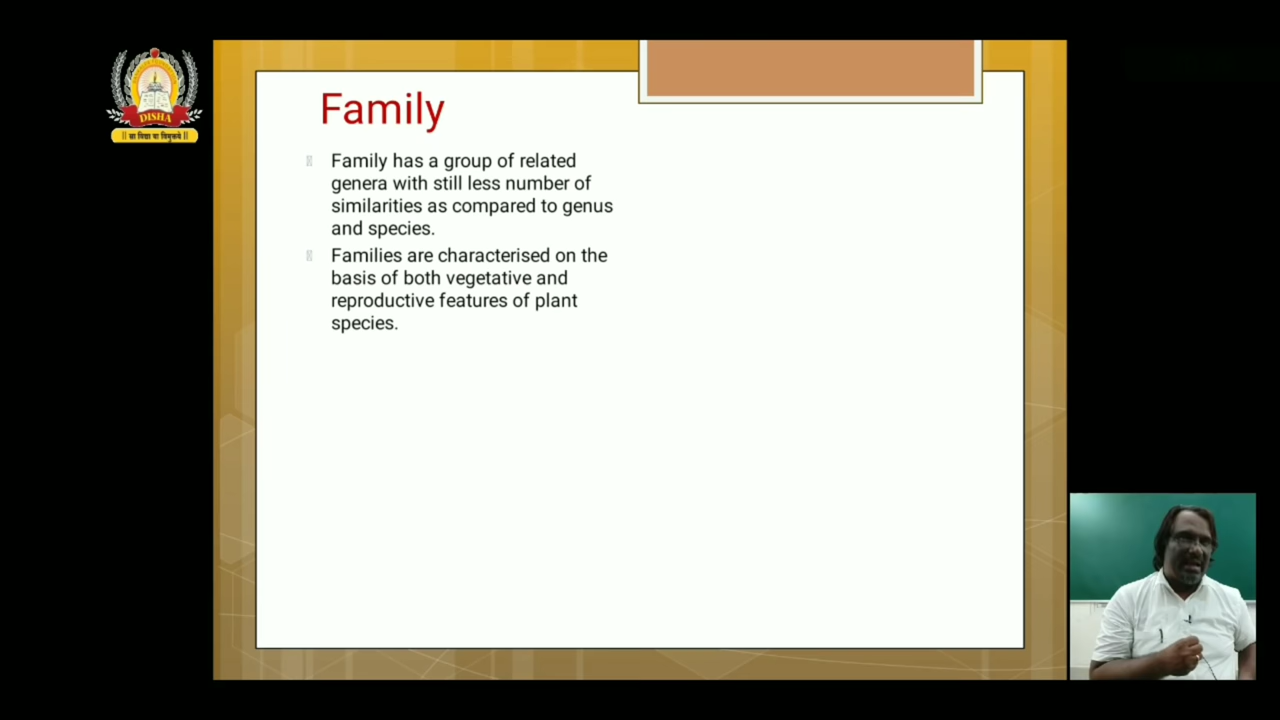 DISHA
|| सा विद्या या विमुक्तये ||
Family
Family has a group of related
genera with still less number of
similarities as compared to genus
and species.
Families are characterised on the
basis of both vegetative and
reproductive features of plant
species.